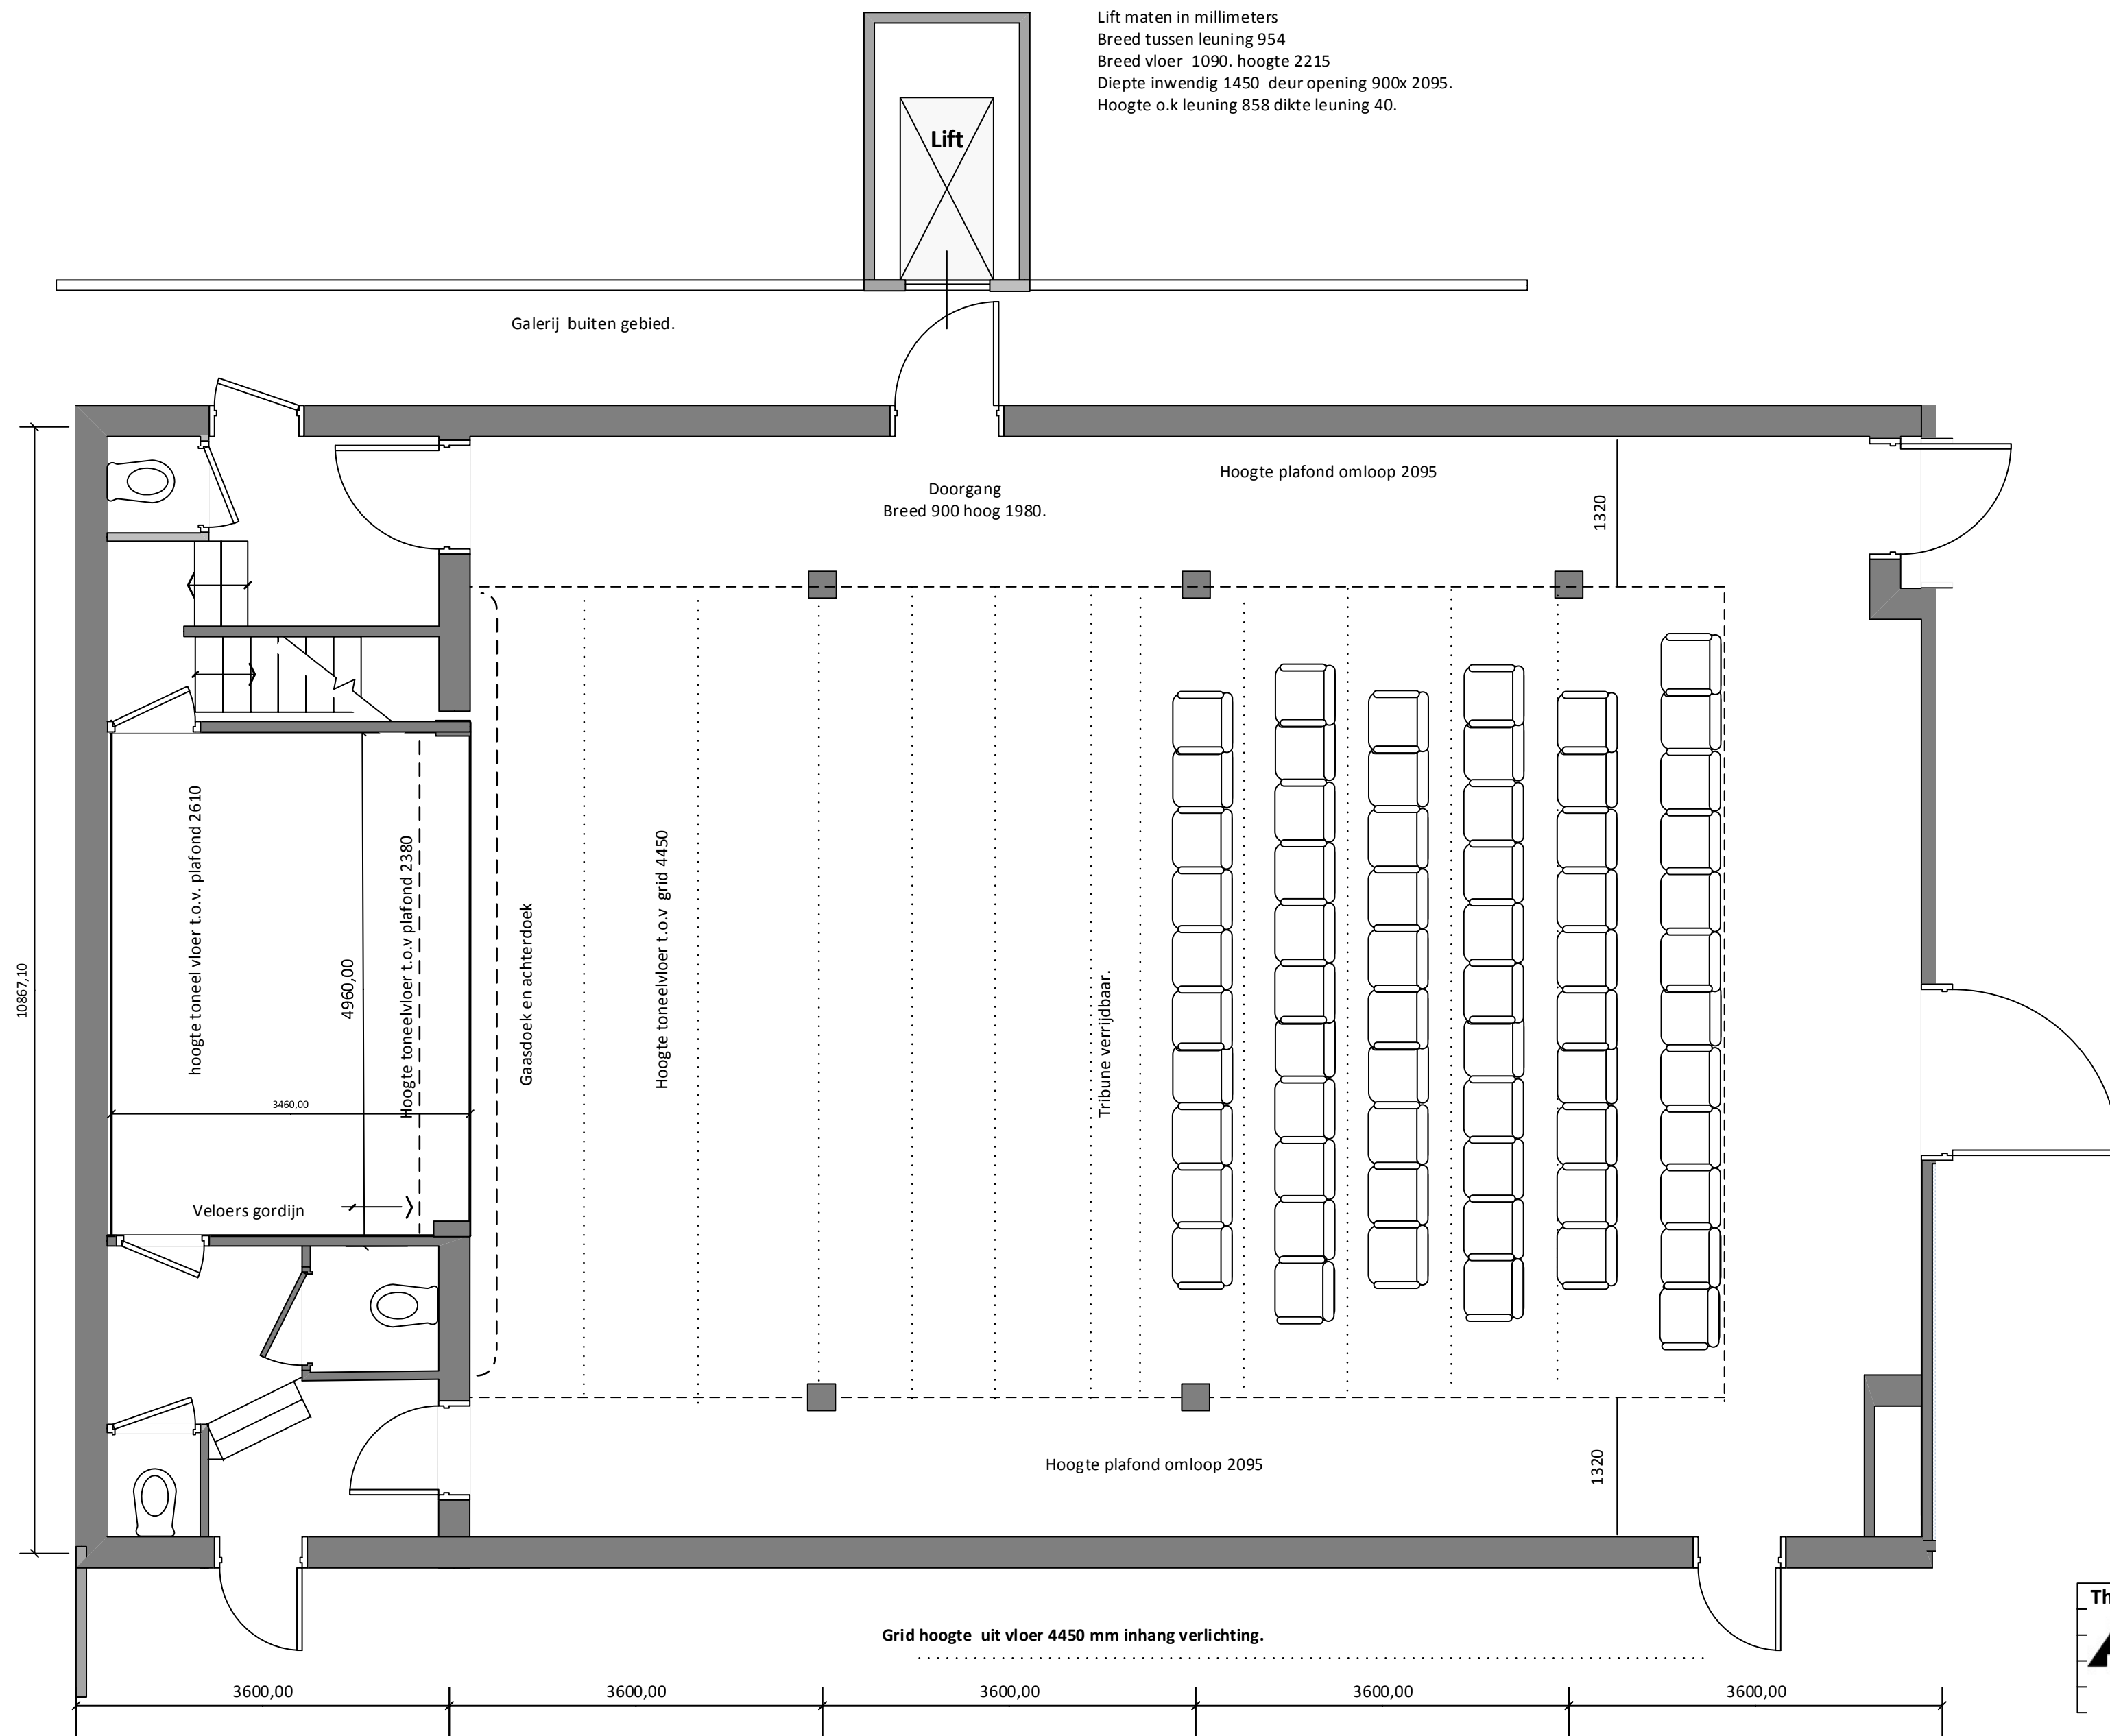 Lift maten in millimeters
Breed tussen leuning 954
Breed vloer 1090. hoogte 2215
Diepte inwendig 1450 deur opening 900x 2095.
Hoogte o.k leuning 858 dikte leuning 40.
Lift
Galerij buiten gebied.
Doorgang
Breed 900 hoog 1980.
Hoogte plafond omloop 2095
1320
10867,10
hoogte toneel vloer t.o.v. plafond 2610
4960,00
Hoogte toneelvloer t.o.v plafond 2380
Gaasdoek en achterdoek
Hoogte toneelvloer t.o.v grid 4450
Tribune verrijdbaar.
3460,00
Veloers gordijn
Hoogte plafond omloop 2095
1320
Grid hoogte uit vloer 4450 mm inhang verlichting.
3600,00
3600,00
3600,00
3600,00
3600,00
Th